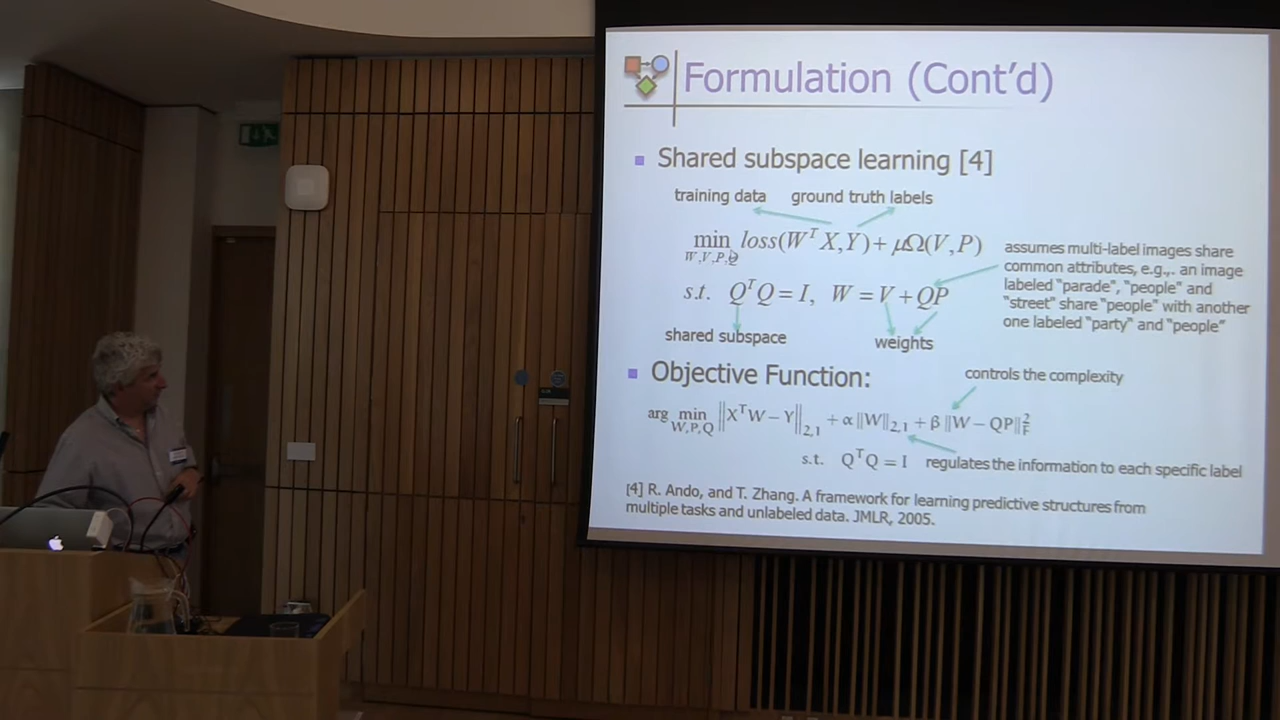 Formulation (Cont'd)
Shared subspace learning [4]
training data ground truth labels
min loss(W^T X,Y) + μΩ(V,P)
W,V,P,Q
s.t. Q^T Q = I, W = V + QP
assumes multi-label images share
common attributes, e.g.,. an image
labeled "parade", "people" and
"street" share "people" with another
one labeled "party" and "people"
shared subspace weights
Objective Function:
controls the complexity
arg min ‖X^T W − Y‖_2,1 + α‖W‖_2,1 + β‖W − QP‖_F^2
W,P,Q
s.t. Q^T Q = I regulates the information to each specific label
[4] R. Ando, and T. Zhang. A framework for learning predictive structures from
multiple tasks and unlabeled data. JMLR, 2005.